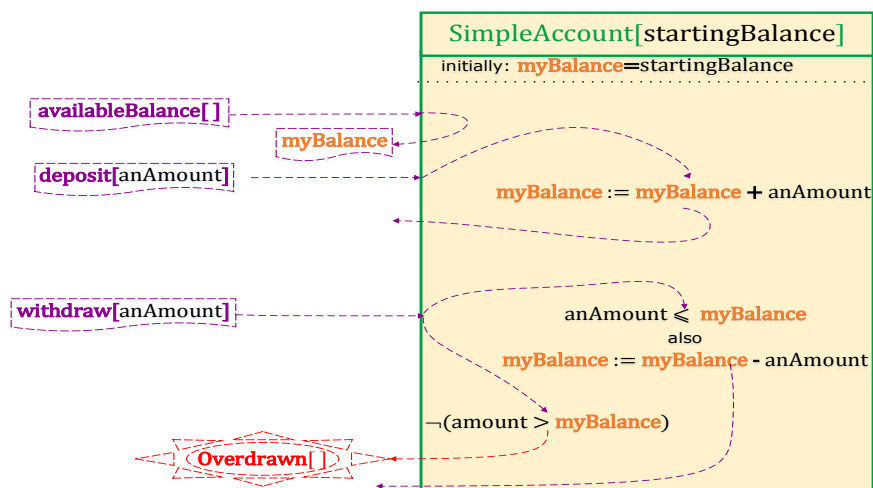 SimpleAccount[startingBalance]
initially: myBalance=startingBalance
availableBalance[ ]
myBalance
deposit[anAmount]
myBalance := myBalance + anAmount
withdraw[anAmount]
anAmount ⩽ myBalance
also
myBalance := myBalance - anAmount
¬(amount > myBalance)
Overdrawn[ ]